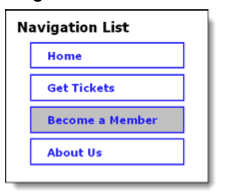 Navigation List
Home
Get Tickets
Become a Member
About Us